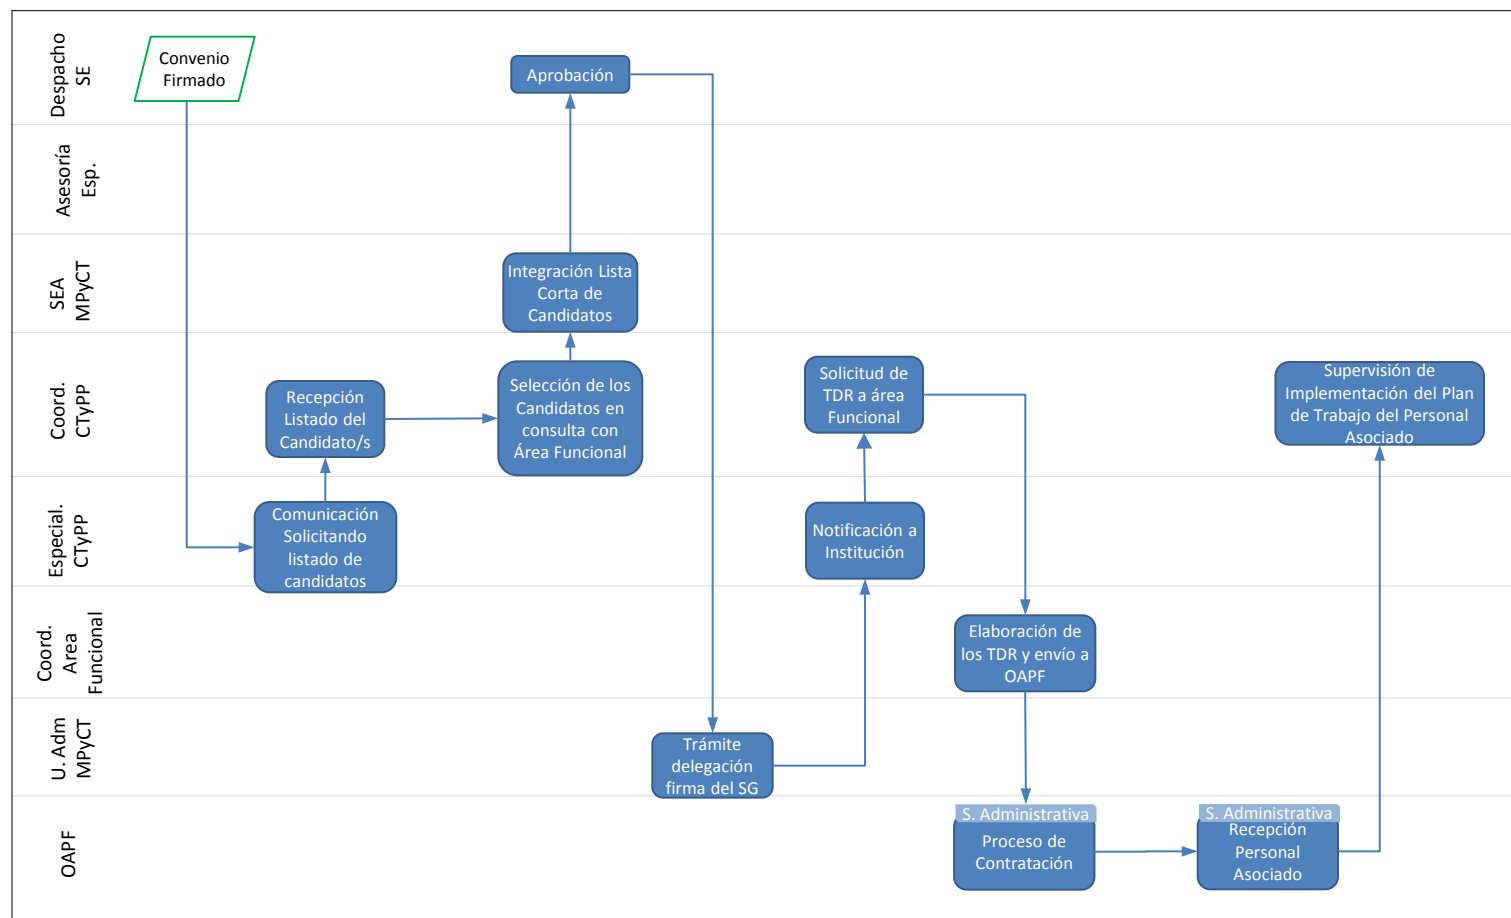 Despacho
SE
Convenio
Firmado
Aprobación
Asesoría
Esp.
SEA
MPyCT
Integración Lista
Corta de
Candidatos
Coord.
CTyPP
Recepción
Listado del
Candidato/s
Selección de los
Candidatos en
consulta con
Área Funcional
Solicitud de
TDR a área
Funcional
Supervisión de
Implementación del Plan
de Trabajo del Personal
Asociado
Especial.
CTyPP
Comunicación
Solicitando
listado de
candidatos
Notificación a
Institución
Coord.
Area
Funcional
Elaboración de
los TDR y envío a
OAPF
U. Adm
MPyCT
Trámite
delegación
firma del SG
OAPF
S. Administrativa
Proceso de
Contratación
S. Administrativa
Recepción
Personal
Asociado